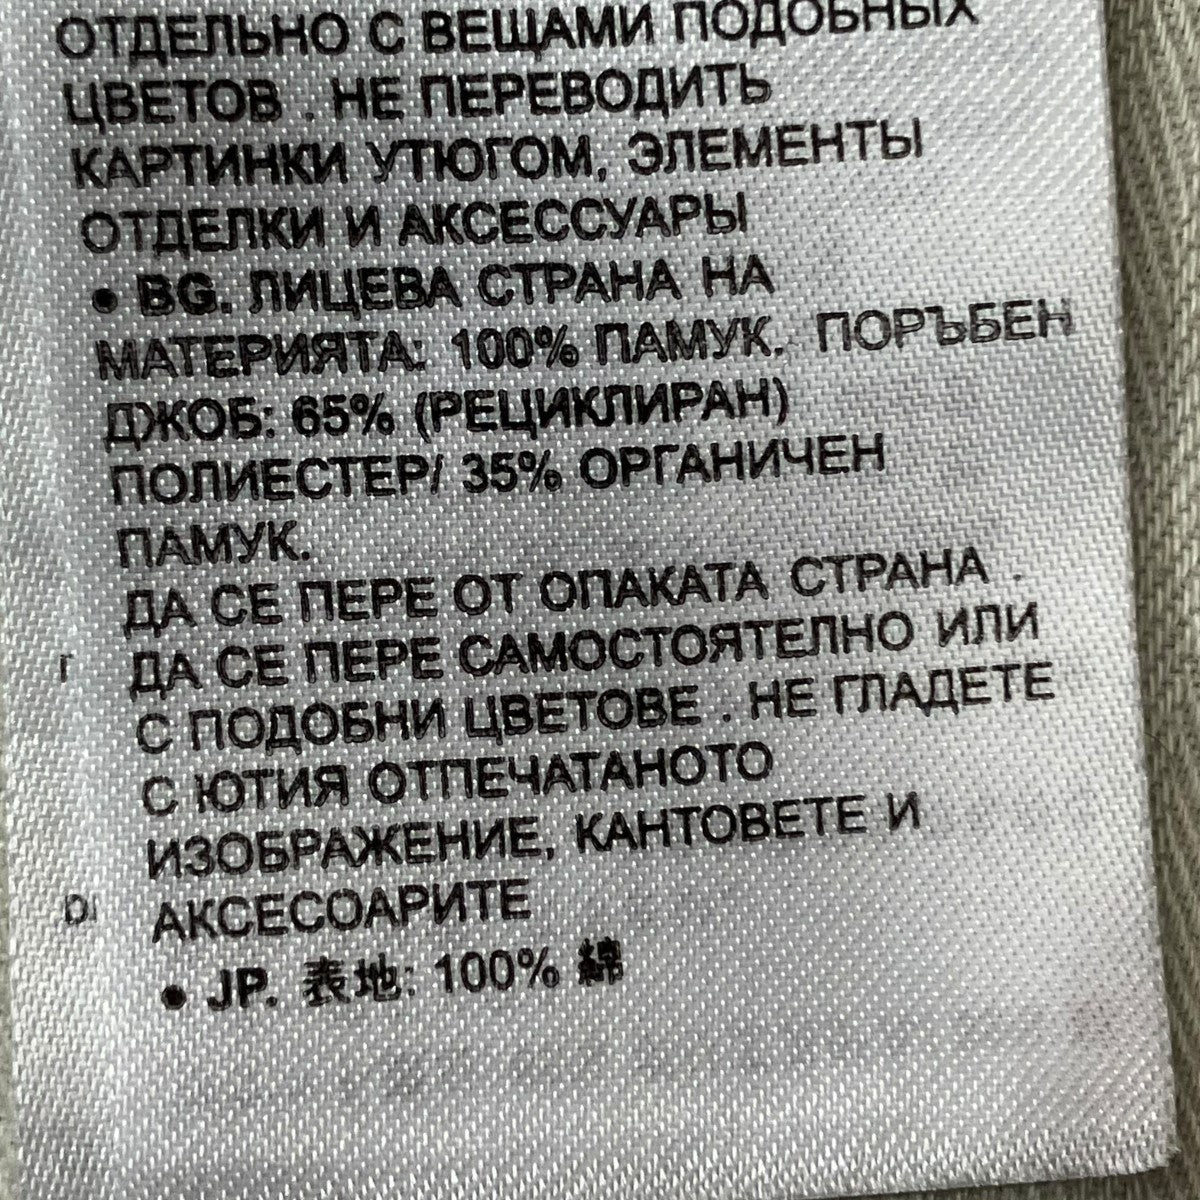 ОТДЕЛЬНО С ВЕЩАМИ ПОДОБНЫХ
ЦВЕТОВ . НЕ ПЕРЕВОДИТЬ
КАРТИНКИ УТЮГОМ, ЭЛЕМЕНТЫ
ОТДЕЛКИ И АКСЕССУАРЫ
• BG. ЛИЦЕВА СТРАНА НА
МАТЕРИЯТА: 100% ПАМУК. ПОРЪБЕН
ДЖОБ: 65% (РЕЦИКЛИРАН)
ПОЛИЕСТЕР/ 35% ОРГАНИЧЕН
ПАМУК.
ДА СЕ ПЕРЕ ОТ ОПАКАТА СТРАНА .
ДА СЕ ПЕРЕ САМОСТОЯТЕЛНО ИЛИ
С ПОДОБНИ ЦВЕТОВЕ . НЕ ГЛАДЕТЕ
С ЮТИЯ ОТПЕЧАТАНОТО
ИЗОБРАЖЕНИЕ, КАНТОВЕТЕ И
АКСЕСОАРИТЕ
• JP. 表地: 100% 綿